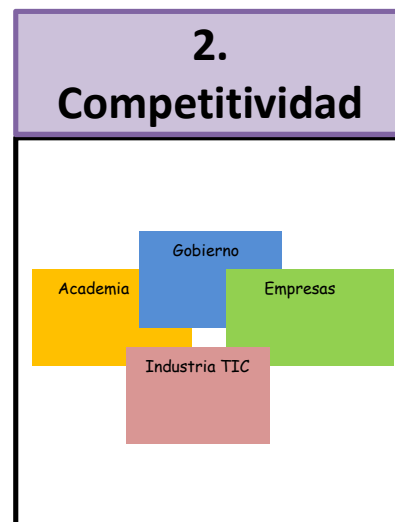 2.
Competitividad
Gobierno
Academia
Empresas
Industria TIC